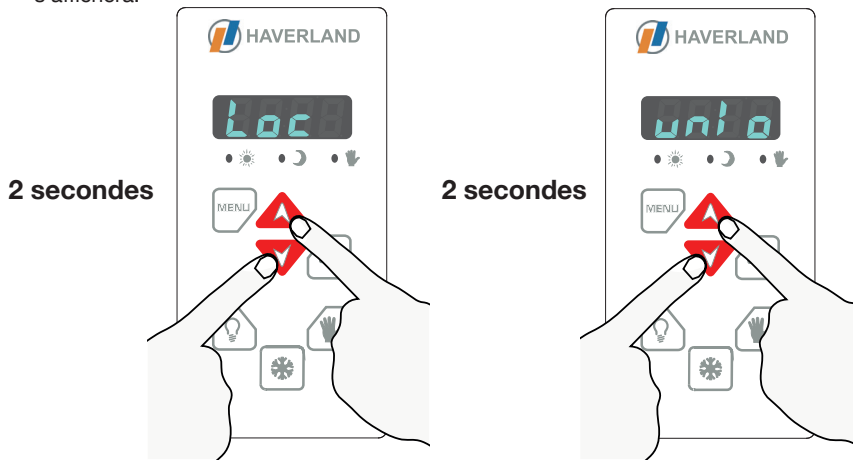 HAVERLAND
Loc
2 secondes
MENU
HAVERLAND
unlo
2 secondes
MENU